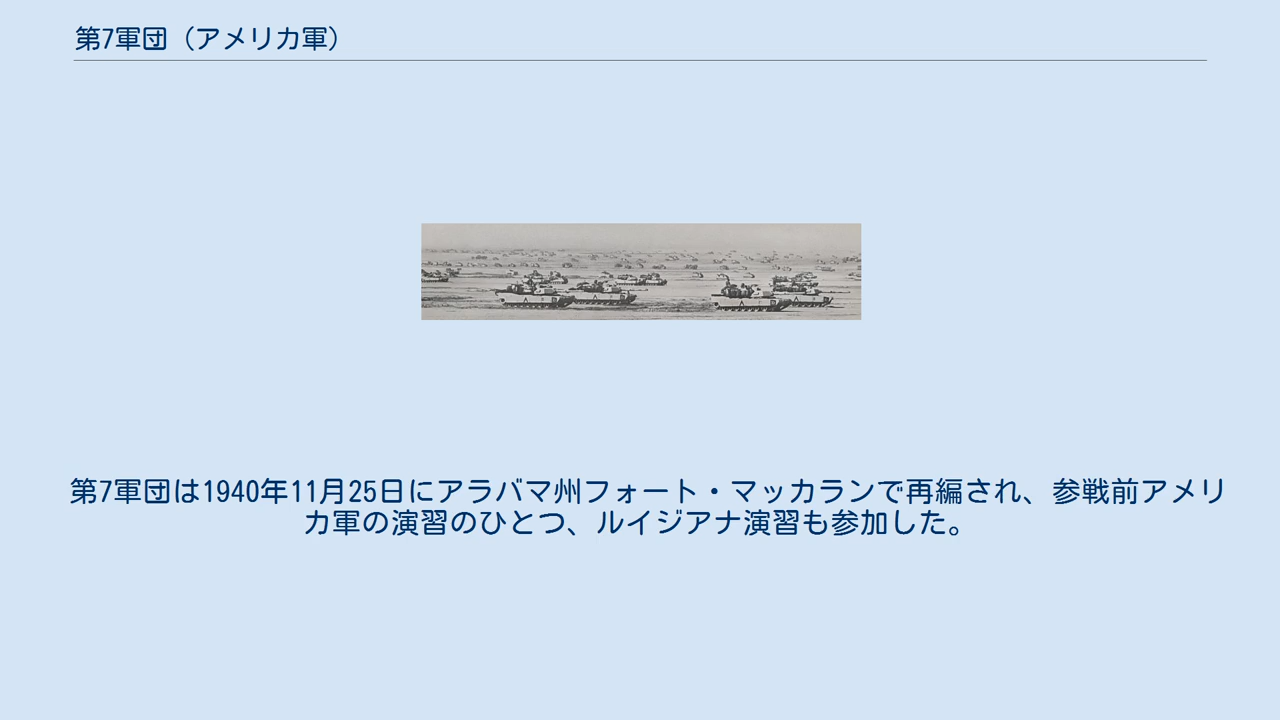 第7軍団（アメリカ軍）
第7軍団は1940年11月25日にアラバマ州フォート・マッカランで再編され、参戦前アメリ
カ軍の演習のひとつ、ルイジアナ演習も参加した。